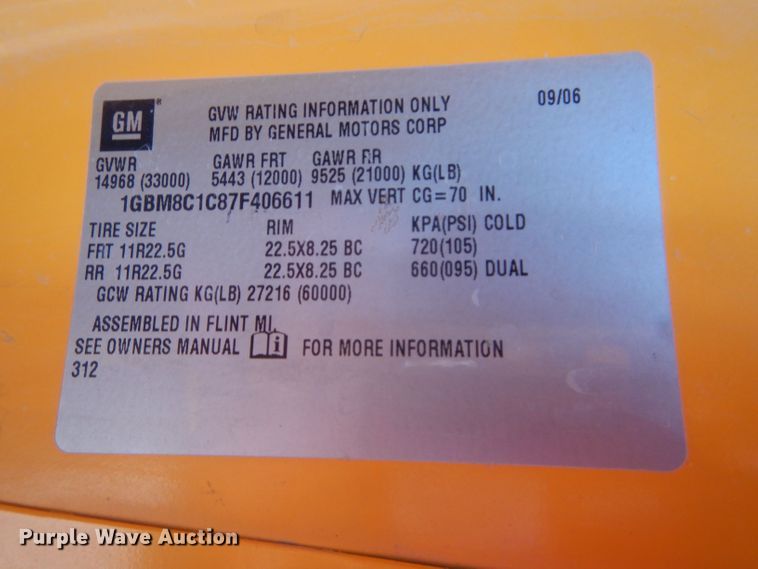 GM
GVW RATING INFORMATION ONLY 09/06
MFD BY GENERAL MOTORS CORP
GVWR GAWR FRT GAWR RR
14968 (33000) 5443 (12000) 9525 (21000) KG(LB)
1GBM8C1C87F406611 MAX VERT CG=70 IN.
TIRE SIZE RIM KPA(PSI) COLD
FRT 11R22.5G 22.5X8.25 BC 720(105)
RR 11R22.5G 22.5X8.25 BC 660(095) DUAL
GCW RATING KG(LB) 27216 (60000)
ASSEMBLED IN FLINT MI.
SEE OWNERS MANUAL i FOR MORE INFORMATION
312
Purple Wave Auction